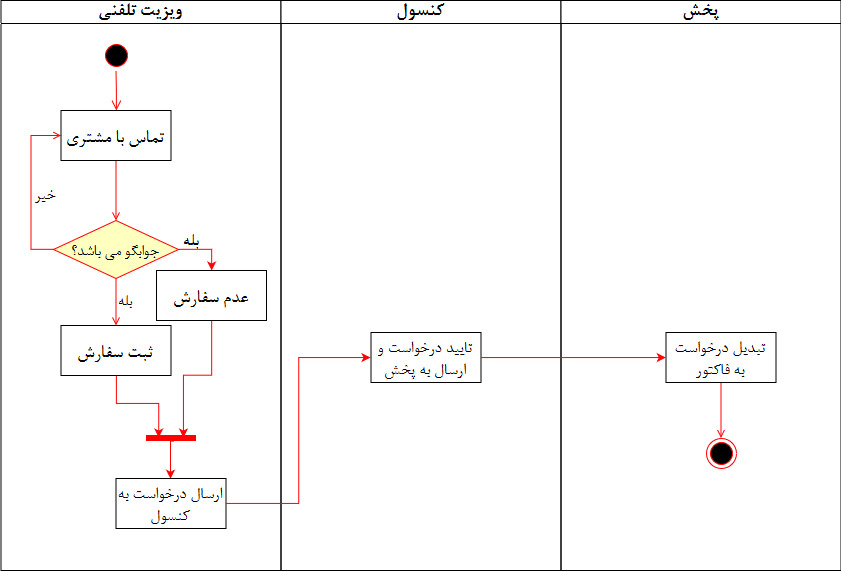 ویزیت تلفنی
کنسول
پخش
تماس با مشتری
خیر
جوابگو می باشد؟
بله
عدم سفارش
بله
ثبت سفارش
ارسال درخواست به
کنسول
تایید درخواست و
ارسال به پخش
تبدیل درخواست
به فاکتور